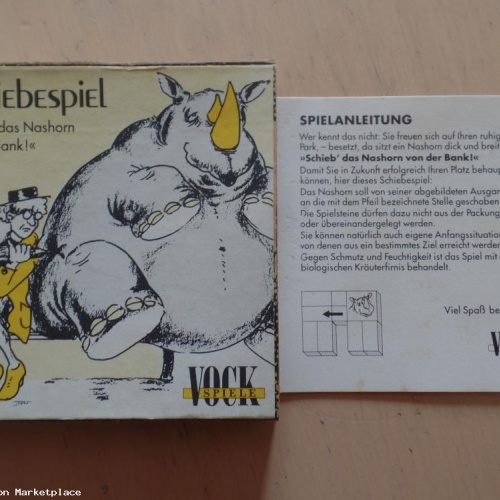 iebespiel
das Nashorn
Bank!«
VOCK
SPIELE
SPIELANLEITUNG
Wer kennt das nicht: Sie freuen sich auf Ihren ruhig
Park, – besetzt, da sitzt ein Nashorn dick und breit
»Schieb' das Nashorn von der Bank!«
Damit Sie in Zukunft erfolgreich Ihren Platz behaup
können, hier dieses Schiebespiel:
Das Nashorn soll von seiner abgebildeten Ausgan
an die mit dem Pfeil bezeichnete Stelle geschoben
Die Spielsteine dürfen dazu nicht aus der Packung
oder übereinandergelegt werden.
Sie können natürlich auch eigene Anfangssituation
von denen aus ein bestimmtes Ziel erreicht werden
Gegen Schmutz und Feuchtigkeit ist das Spiel mit
biologischen Kräuterfirnis behandelt.
Viel Spaß be
on Marketplace